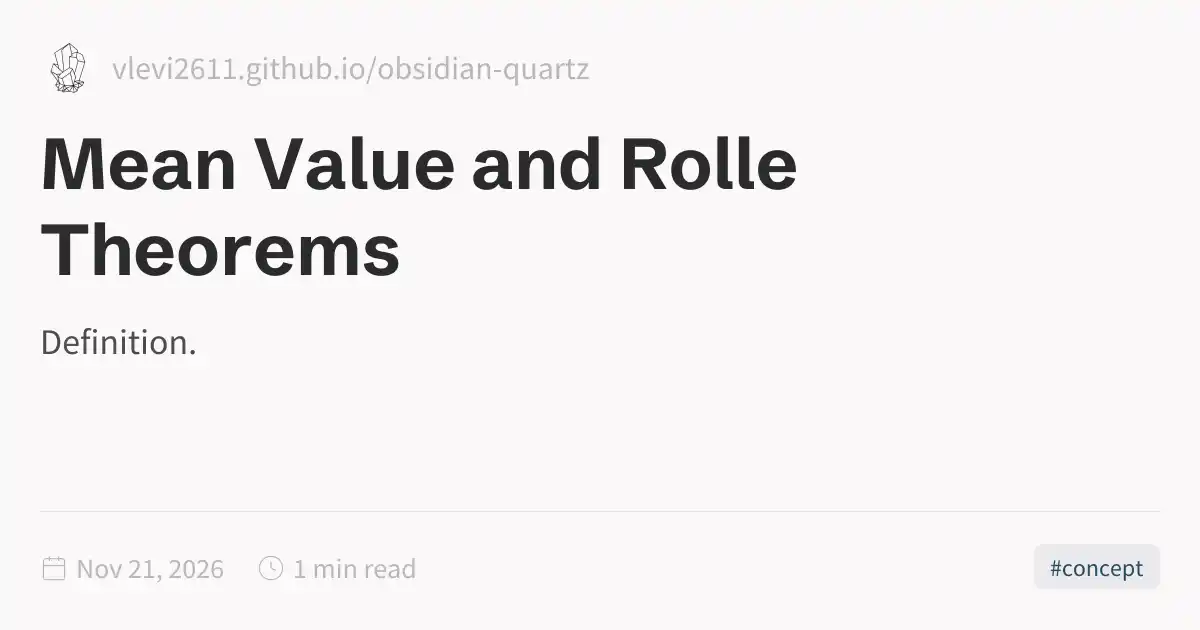 vlevi2611.github.io/obsidian-quartz
Mean Value and Rolle
Theorems
Definition.
Nov 21, 2026
1 min read
#concept